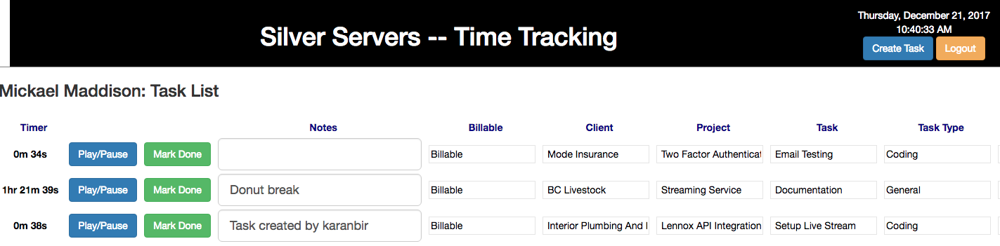 Thursday, December 21, 2017
10:40:33 AM
Silver Servers -- Time Tracking
Create Task Logout
Mickael Maddison: Task List
Timer Notes Billable Client Project Task Task Type
0m 34s Play/Pause Mark Done Billable Mode Insurance Two Factor Email Testing Coding
1hr 21m 39s Play/Pause Mark Done Donut break Billable BC Livestock Streaming Service Documentation General
0m 38s Play/Pause Mark Done Task created by karanbir Billable Interior Plumbing And Lennox API Integration Setup Live Stream Coding